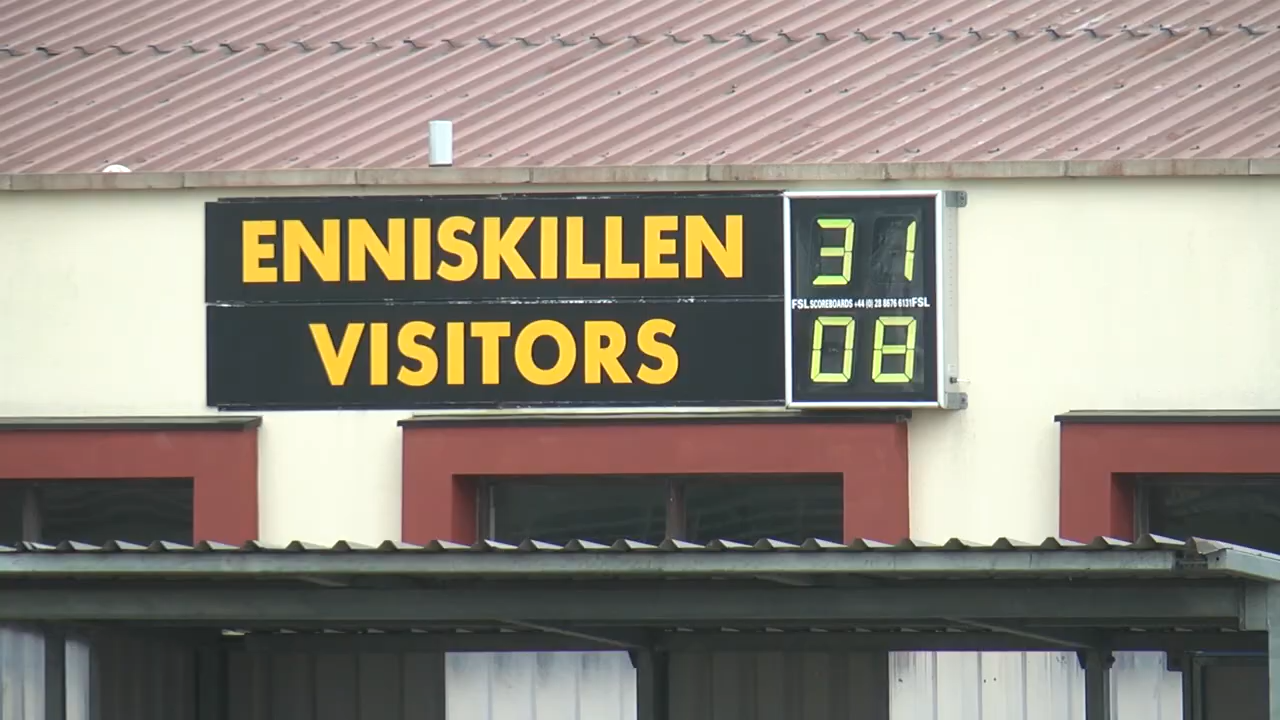 ENNISKILLEN 31
FSL SCOREBOARDS +44 (0) 28 8676 6131 FSL
VISITORS 08